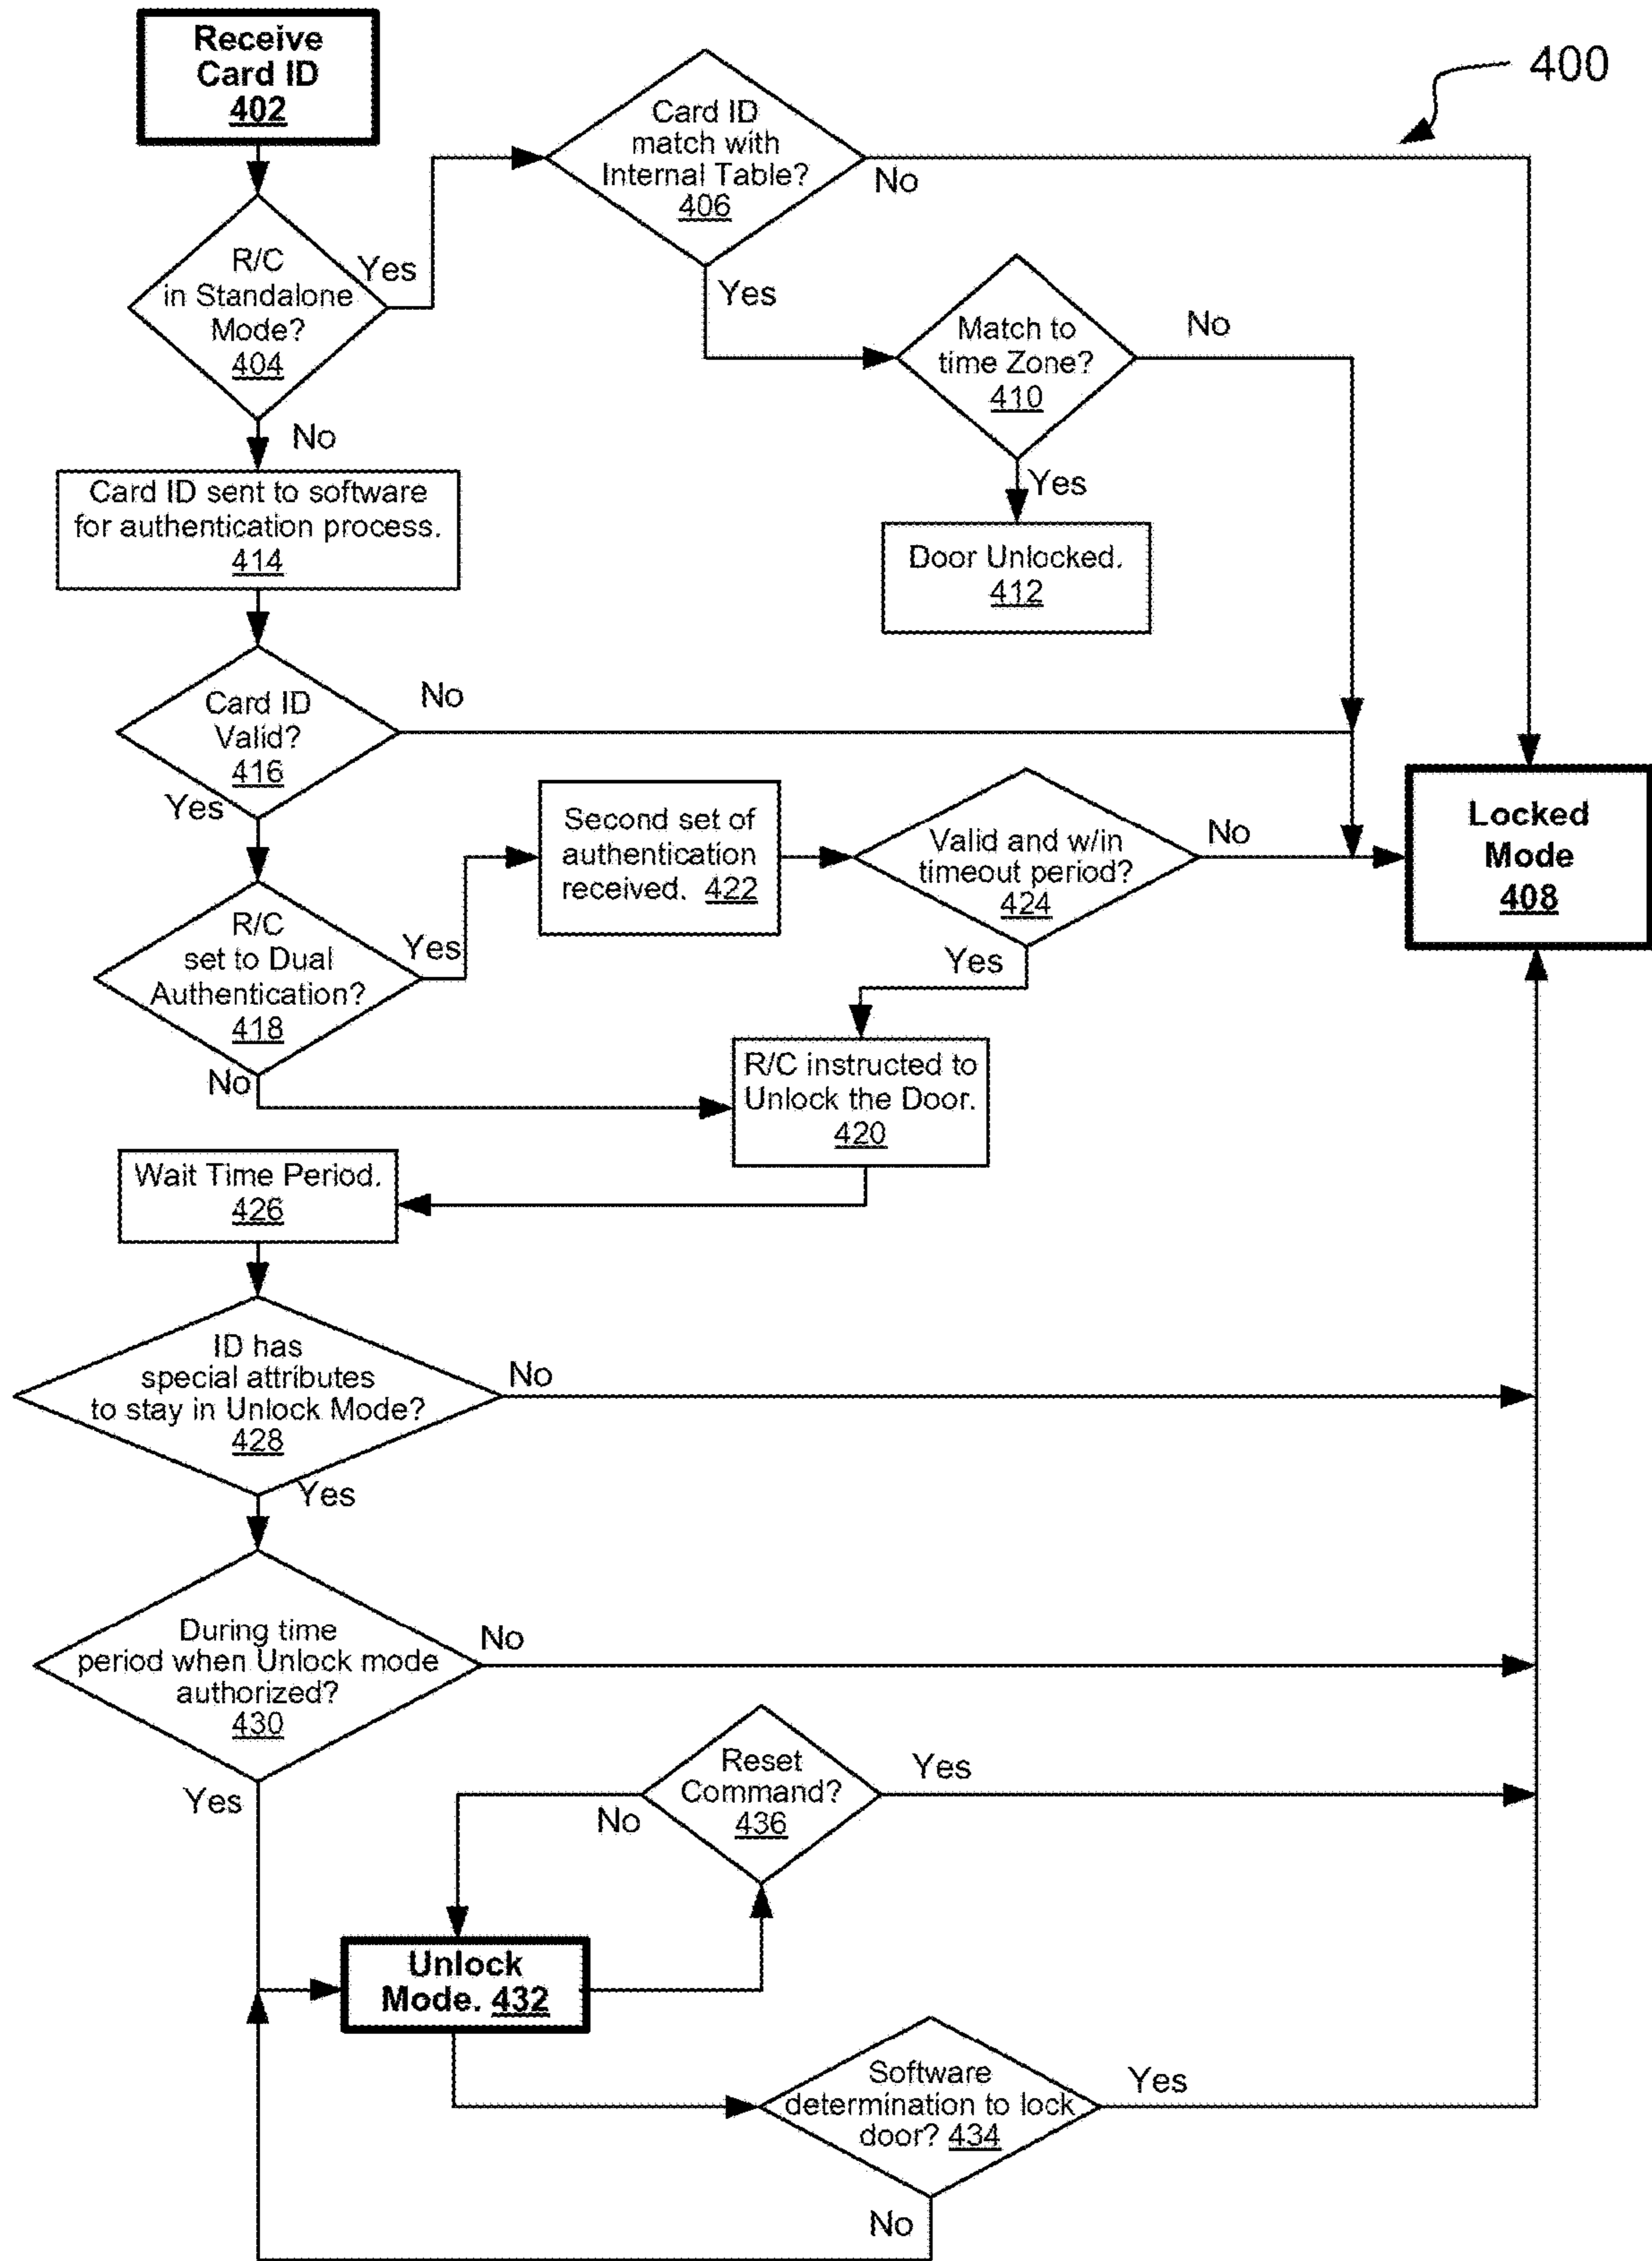 400
Receive
Card ID
402
Card ID
match with
Internal Table?
406
No
Yes
R/C
in Standalone
Mode?
404
Yes
No
Match to
time Zone?
410
No
Yes
Door Unlocked.
412
Card ID sent to software
for authentication process.
414
Card ID
Valid?
416
No
Yes
Second set of
authentication
received. 422
Valid and w/in
timeout period?
424
No
Yes
Locked
Mode
408
R/C
set to Dual
Authentication?
418
Yes
No
R/C instructed to
Unlock the Door.
420
Wait Time Period.
426
ID has
special attributes
to stay in Unlock Mode?
428
No
Yes
During time
period when Unlock mode
authorized?
430
No
Yes
Reset
Command?
436
Yes
No
Unlock
Mode. 432
Software
determination to lock
door? 434
Yes
No